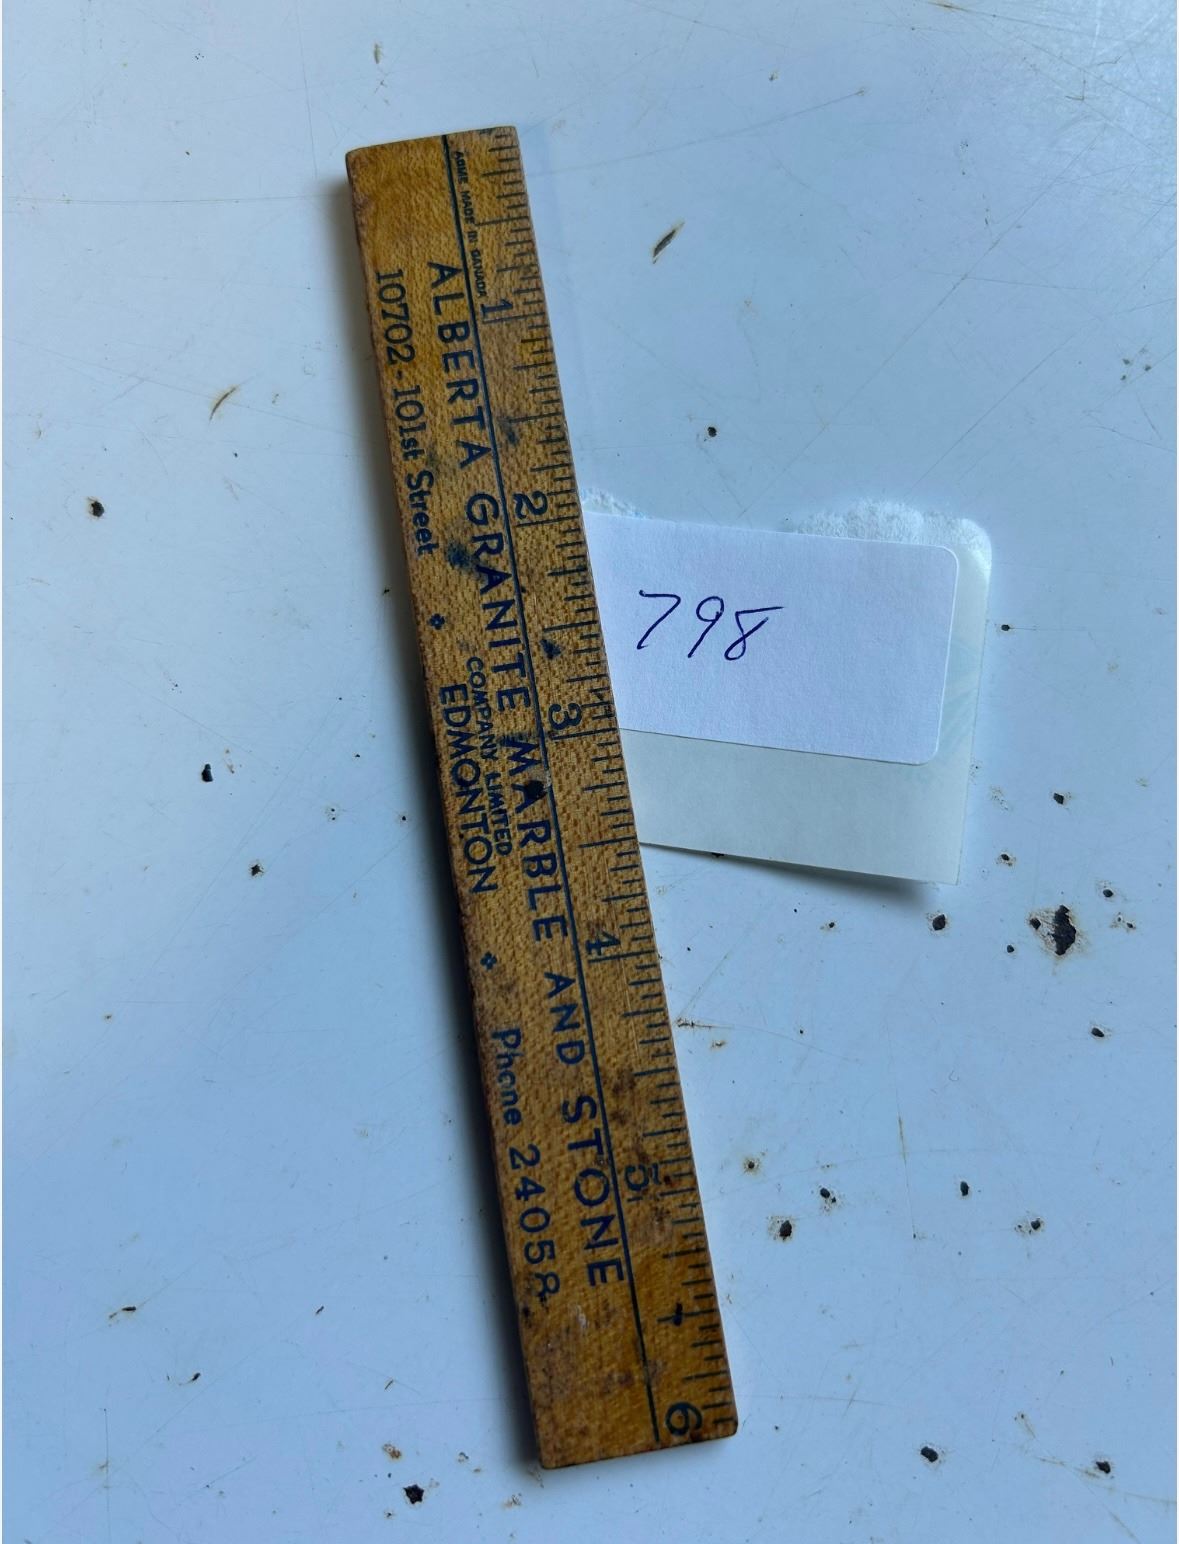 ACME MADE IN CANADA
1 2 3 4 5 6
ALBERTA GRANITE MARBLE AND STONE
COMPANY LIMITED
10702-101st Street EDMONTON Phone 24058
798